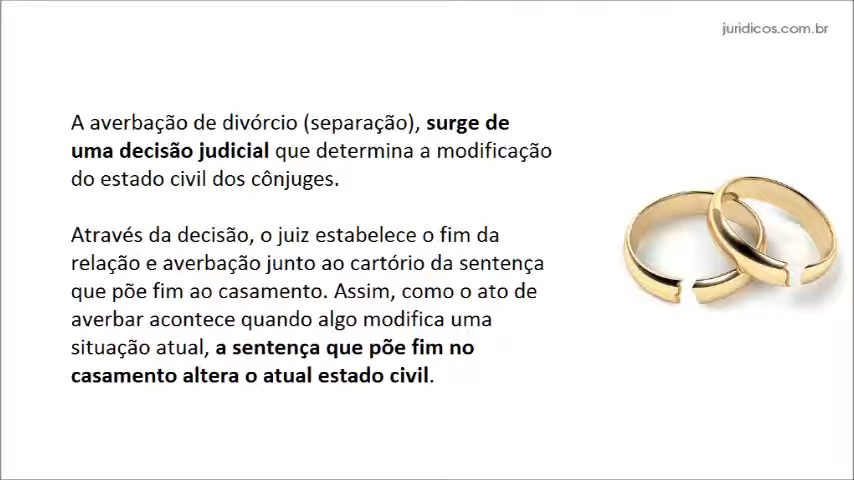 juridicos.com.br
A averbação de divórcio (separação), surge de
uma decisão judicial que determina a modificação
do estado civil dos cônjuges.
Através da decisão, o juiz estabelece o fim da
relação e averbação junto ao cartório da sentença
que põe fim ao casamento. Assim, como o ato de
averbar acontece quando algo modifica uma
situação atual, a sentença que põe fim no
casamento altera o atual estado civil.